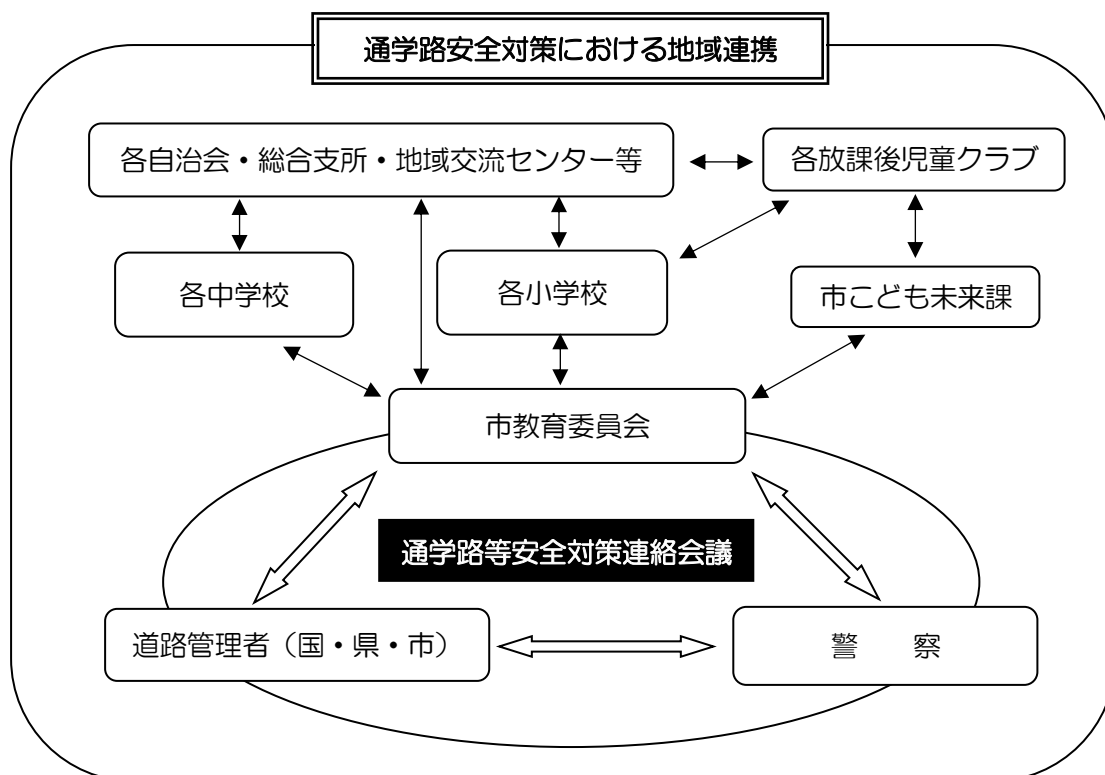 通学路安全対策における地域連携
各自治会・総合支所・地域交流センター等
各放課後児童クラブ
各中学校
各小学校
市こども未来課
市教育委員会
通学路等安全対策連絡会議
道路管理者（国・県・市）
警　　察